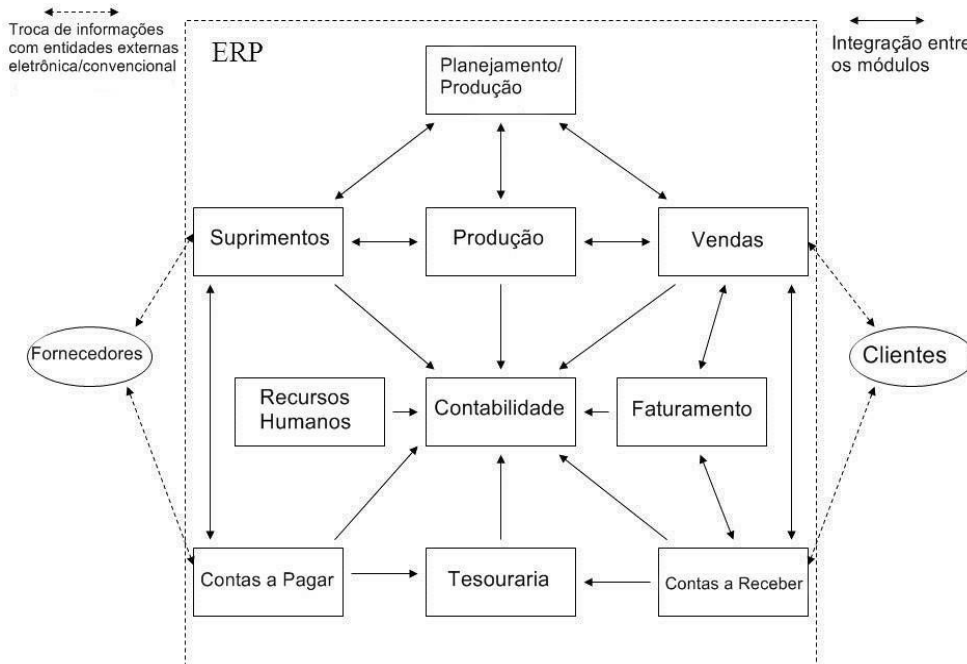 Troca de informações
com entidades externas
eletrônica/convencional
ERP
Integração entre
os módulos
Planejamento/
Produção
Suprimentos
Produção
Vendas
Fornecedores
Clientes
Recursos
Humanos
Contabilidade
Faturamento
Contas a Pagar
Tesouraria
Contas a Receber